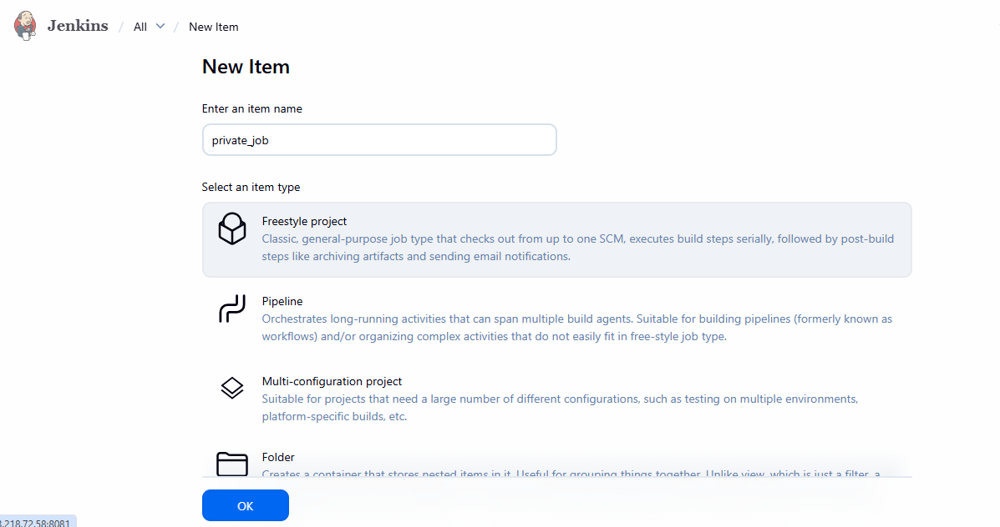 Jenkins / All / New Item
New Item
Enter an item name
private_job
Select an item type
Freestyle project
Classic, general-purpose job type that checks out from up to one SCM, executes build steps serially, followed by post-build
steps like archiving artifacts and sending email notifications.
Pipeline
Orchestrates long-running activities that can span multiple build agents. Suitable for building pipelines (formerly known as
workflows) and/or organizing complex activities that do not easily fit in free-style job type.
Multi-configuration project
Suitable for projects that need a large number of different configurations, such as testing on multiple environments,
platform-specific builds, etc.
Folder
Creates a container that stores nested items in it. Useful for grouping things together. Unlike view, which is just a filter, a
OK
.218.72.58:8081